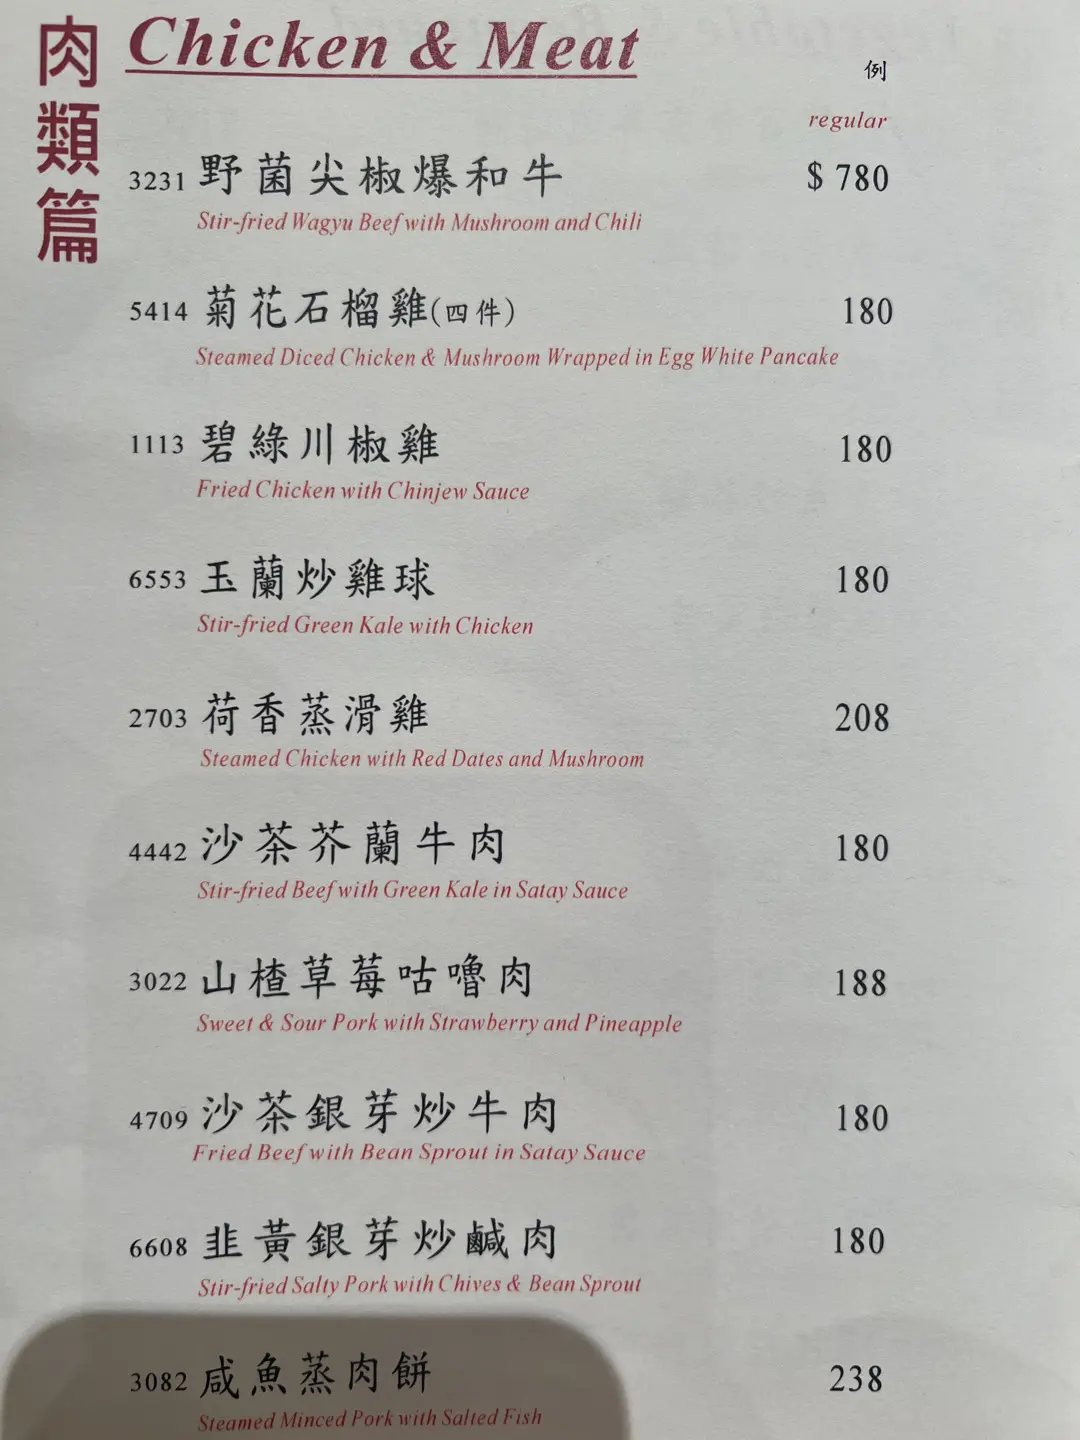 肉類篇
Chicken & Meat
例
regular
3231 野菌尖椒爆和牛 $ 780
Stir-fried Wagyu Beef with Mushroom and Chili
5414 菊花石榴雞(四件) 180
Steamed Diced Chicken & Mushroom Wrapped in Egg White Pancake
1113 碧綠川椒雞 180
Fried Chicken with Chinjew Sauce
6553 玉蘭炒雞球 180
Stir-fried Green Kale with Chicken
2703 荷香蒸滑雞 208
Steamed Chicken with Red Dates and Mushroom
4442 沙茶芥蘭牛肉 180
Stir-fried Beef with Green Kale in Satay Sauce
3022 山楂草莓咕嚕肉 188
Sweet & Sour Pork with Strawberry and Pineapple
4709 沙茶銀芽炒牛肉 180
Fried Beef with Bean Sprout in Satay Sauce
6608 韭黃銀芽炒鹹肉 180
Stir-fried Salty Pork with Chives & Bean Sprout
3082 咸魚蒸肉餅 238
Steamed Minced Pork with Salted Fish